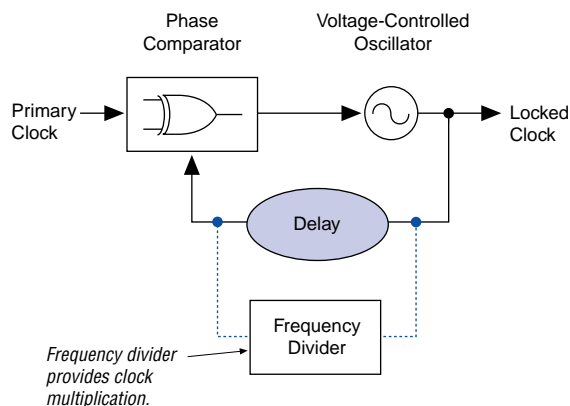 Phase
Comparator
Voltage-Controlled
Oscillator
Primary
Clock
Locked
Clock
Delay
Frequency
Divider
Frequency divider
provides clock
multiplication.